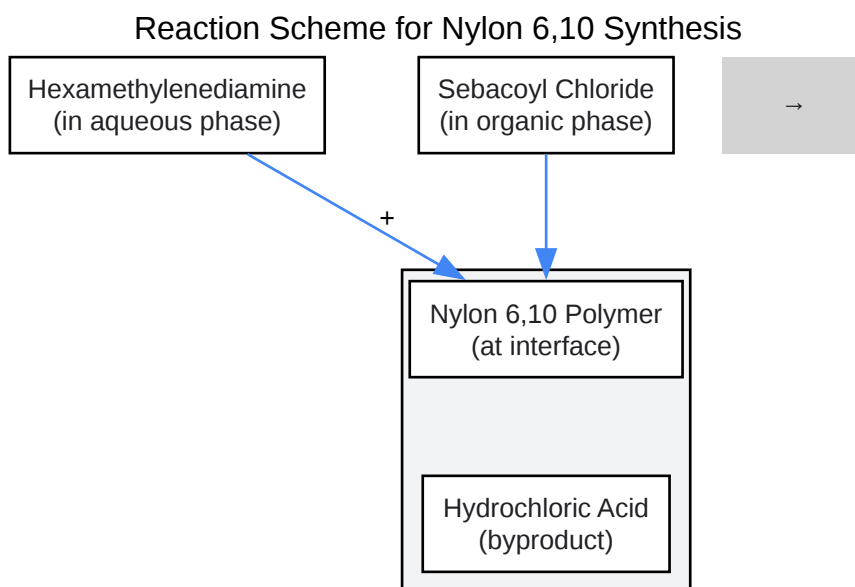 Reaction Scheme for Nylon 6,10 Synthesis
Hexamethylenediamine
(in aqueous phase)
Sebacoyl Chloride
(in organic phase)
→
+
Nylon 6,10 Polymer
(at interface)
Hydrochloric Acid
(byproduct)